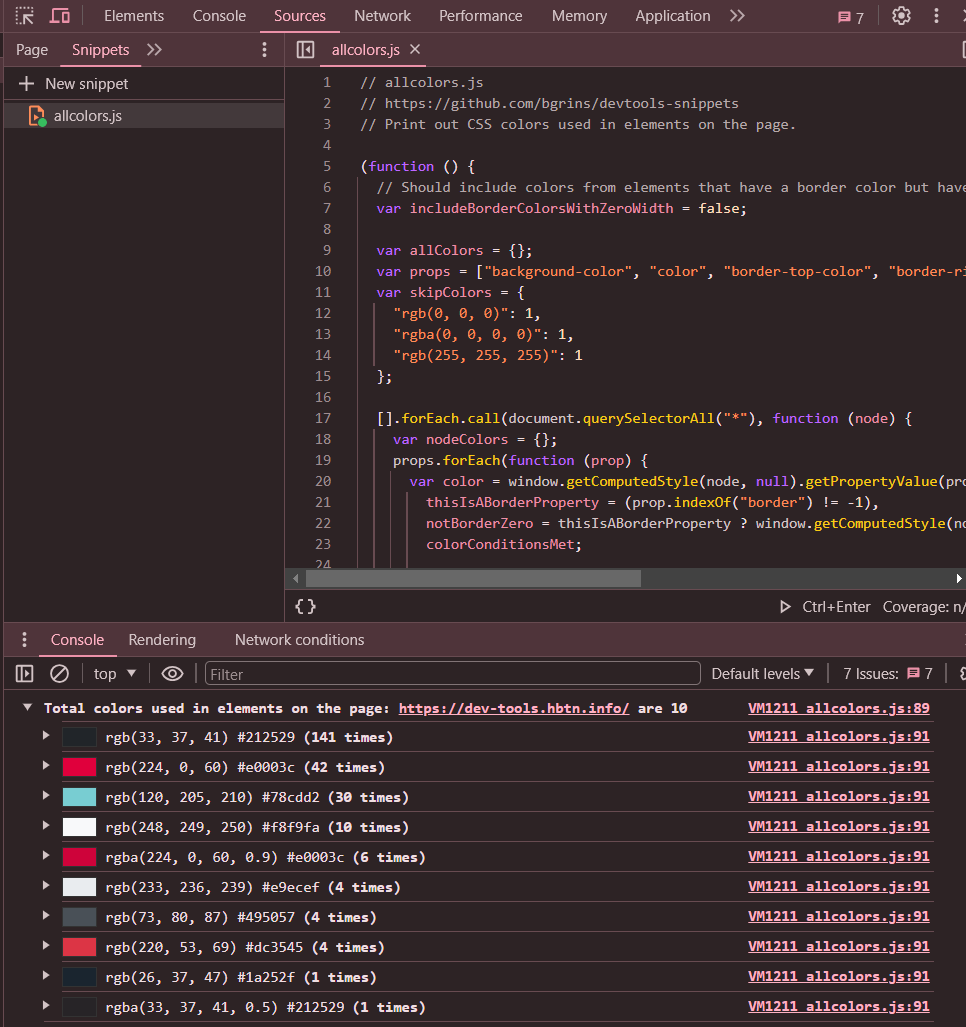 Elements Console Sources Network Performance Memory Application 7
Page Snippets
allcolors.js
New snippet
allcolors.js
1 // allcolors.js
2 // https://github.com/bgrins/devtools-snippets
3 // Print out CSS colors used in elements on the page.
4
5 (function () {
6 // Should include colors from elements that have a border color but have
7 var includeBorderColorsWithZeroWidth = false;
8
9 var allColors = {};
10 var props = ["background-color", "color", "border-top-color", "border-ri
11 var skipColors = {
12 "rgb(0, 0, 0)": 1,
13 "rgba(0, 0, 0, 0)": 1,
14 "rgb(255, 255, 255)": 1
15 };
16
17 [].forEach.call(document.querySelectorAll("*"), function (node) {
18 var nodeColors = {};
19 props.forEach(function (prop) {
20 var color = window.getComputedStyle(node, null).getPropertyValue(pro
21 thisIsABorderProperty = (prop.indexOf("border") != -1),
22 notBorderZero = thisIsABorderProperty ? window.getComputedStyle(no
23 colorConditionsMet;
24
{} Ctrl+Enter Coverage: n/
Console Rendering Network conditions
top Filter Default levels 7 Issues: 7
Total colors used in elements on the page: https://dev-tools.hbtn.info/ are 10 VM1211 allcolors.js:89
rgb(33, 37, 41) #212529 (141 times) VM1211 allcolors.js:91
rgb(224, 0, 60) #e0003c (42 times) VM1211 allcolors.js:91
rgb(120, 205, 210) #78cdd2 (30 times) VM1211 allcolors.js:91
rgb(248, 249, 250) #f8f9fa (10 times) VM1211 allcolors.js:91
rgba(224, 0, 60, 0.9) #e0003c (6 times) VM1211 allcolors.js:91
rgb(233, 236, 239) #e9ecef (4 times) VM1211 allcolors.js:91
rgb(73, 80, 87) #495057 (4 times) VM1211 allcolors.js:91
rgb(220, 53, 69) #dc3545 (4 times) VM1211 allcolors.js:91
rgb(26, 37, 47) #1a252f (1 times) VM1211 allcolors.js:91
rgba(33, 37, 41, 0.5) #212529 (1 times) VM1211 allcolors.js:91